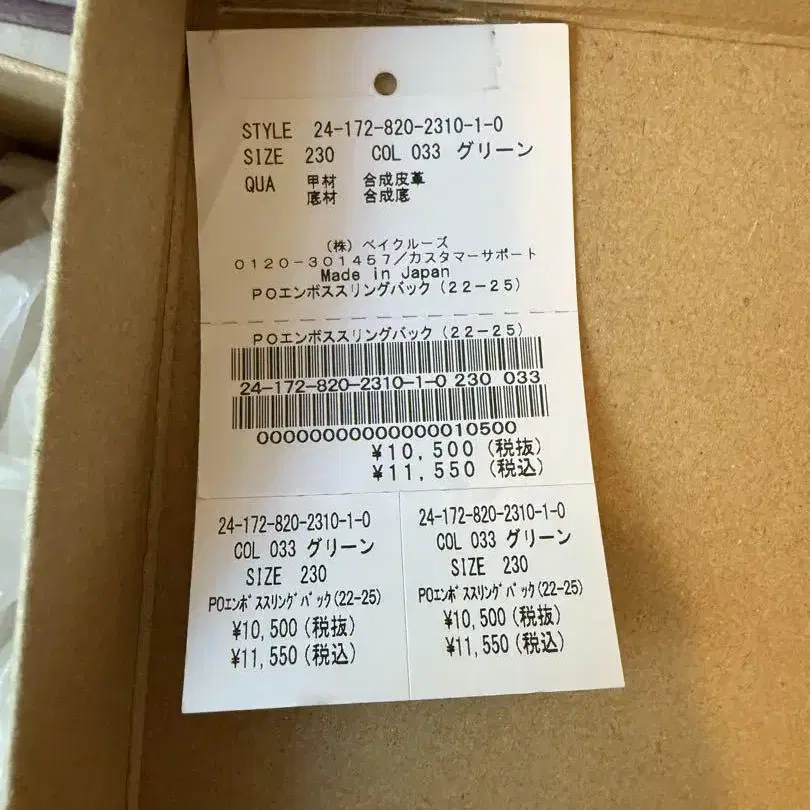 STYLE 24-172-820-2310-1-0
SIZE 230 COL 033 グリーン
QUA 甲材 合成皮革
底材 合成底
（株）ベイクルーズ
０１２０－３０１４５７／カスタマーサポート
Made in Japan
ＰＯエンボススリングバック（２２－２５）
ＰＯエンボススリングバック（２２－２５）
24-172-820-2310-1-0 230 033
000000000000000010500
¥10,500（税抜）
¥11,550（税込）
24-172-820-2310-1-0
COL 033 グリーン
SIZE 230
POｴﾝﾎﾞｽｽﾘﾝｸﾞﾊﾞｯｸ(22-25)
¥10,500（税抜）
¥11,550（税込）
24-172-820-2310-1-0
COL 033 グリーン
SIZE 230
POｴﾝﾎﾞｽｽﾘﾝｸﾞﾊﾞｯｸ(22-25)
¥10,500（税抜）
¥11,550（税込）